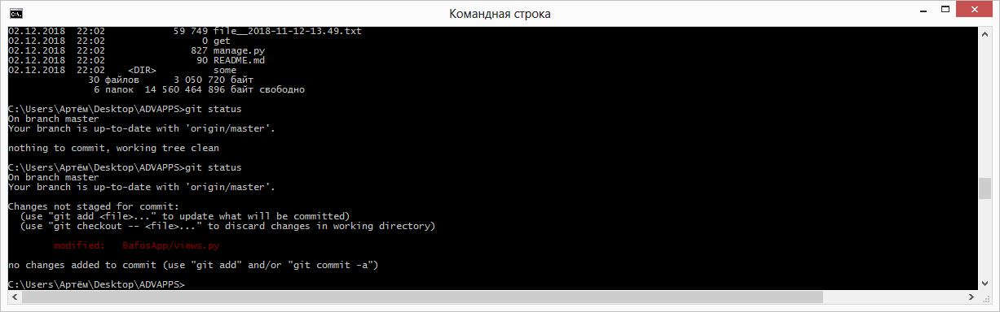 Командная строка
02.12.2018  22:02            59 749 file__2018-11-12-13.49.txt
02.12.2018  22:02                 0 get
02.12.2018  22:02               827 manage.py
02.12.2018  22:02                90 README.md
02.12.2018  22:02    <DIR>          some
              30 файлов      3 050 720 байт
               6 папок  14 560 464 896 байт свободно
C:\Users\Артём\Desktop\ADVAPPS>git status
On branch master
Your branch is up-to-date with 'origin/master'.
nothing to commit, working tree clean
C:\Users\Артём\Desktop\ADVAPPS>git status
On branch master
Your branch is up-to-date with 'origin/master'.
Changes not staged for commit:
  (use "git add <file>..." to update what will be committed)
  (use "git checkout -- <file>..." to discard changes in working directory)
        modified:   BafosApp/views.py
no changes added to commit (use "git add" and/or "git commit -a")
C:\Users\Артём\Desktop\ADVAPPS>